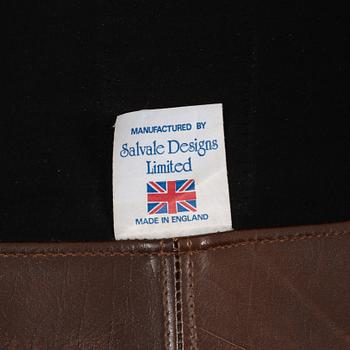 MANUFACTURED BY
Salvale Designs
Limited
MADE IN ENGLAND